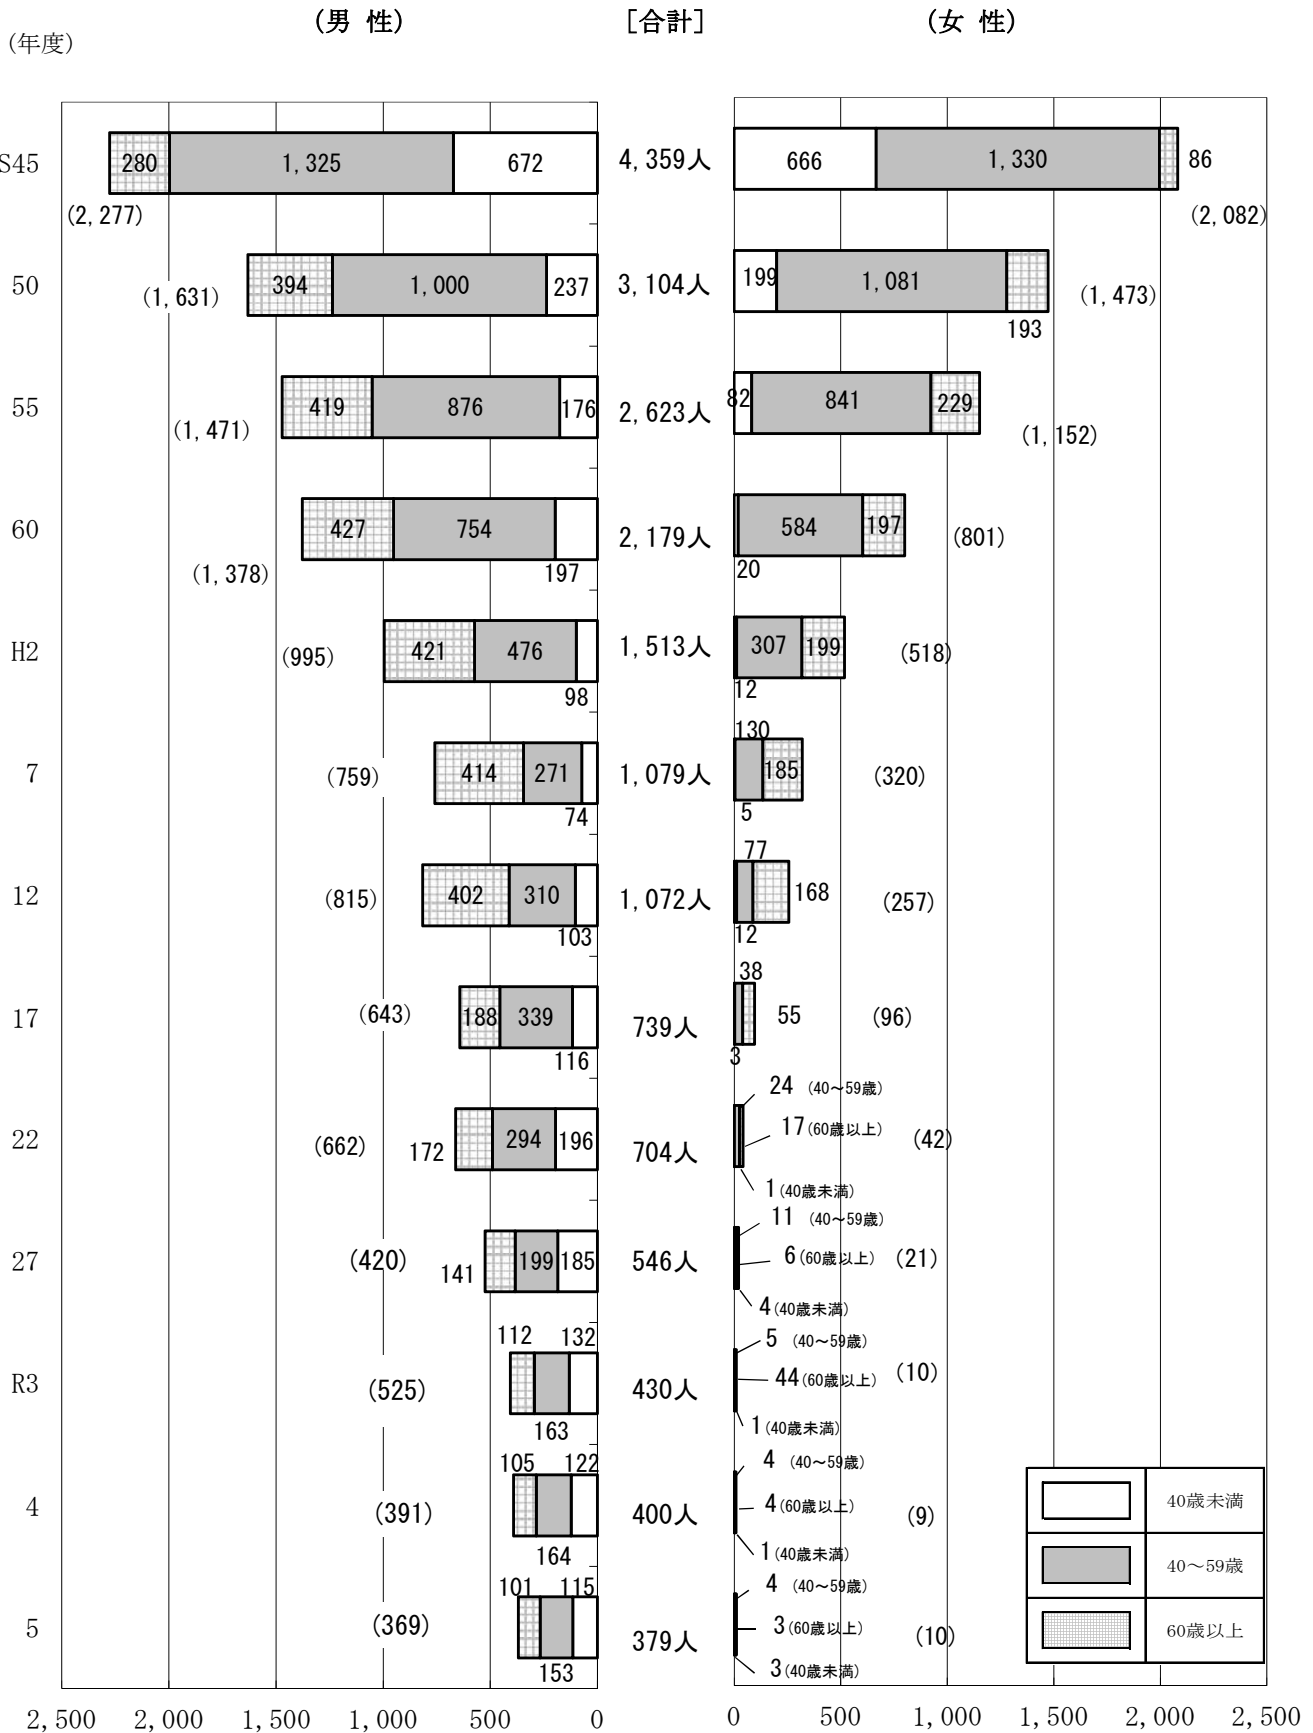 (男 性)　[合計]　(女 性)
(年度)
S45 280 1,325 672 4,359人 666 1,330 86
(2,277) (2,082)
50 (1,631) 394 1,000 237 3,104人 199 1,081 (1,473)
193
55 419 876 176 2,623人 82 841 229
(1,471) (1,152)
60 427 754 2,179人 584 197 (801)
(1,378) 197 20
H2 (995) 421 476 1,513人 307 199 (518)
98 12
130
7 (759) 414 271 1,079人 185 (320)
74 5
77
12 (815) 402 310 1,072人 168 (257)
103 12
38
17 (643) 188 339 739人 55 (96)
116 3
24 (40～59歳)
22 (662) 172 294 196 704人 17(60歳以上) (42)
1(40歳未満)
11 (40～59歳)
27 (420) 141 199 185 546人 6(60歳以上) (21)
4(40歳未満)
112 132 5 (40～59歳)
R3 (525) 430人 44(60歳以上) (10)
163 1(40歳未満)
105 122 4 (40～59歳)
4 (391) 400人 4(60歳以上) (9)
164 1(40歳未満)
101 115 4 (40～59歳)
5 (369) 379人 3(60歳以上) (10)
153 3(40歳未満)
40歳未満
40～59歳
60歳以上
2,500 2,000 1,500 1,000 500 0 0 500 1,000 1,500 2,000 2,500